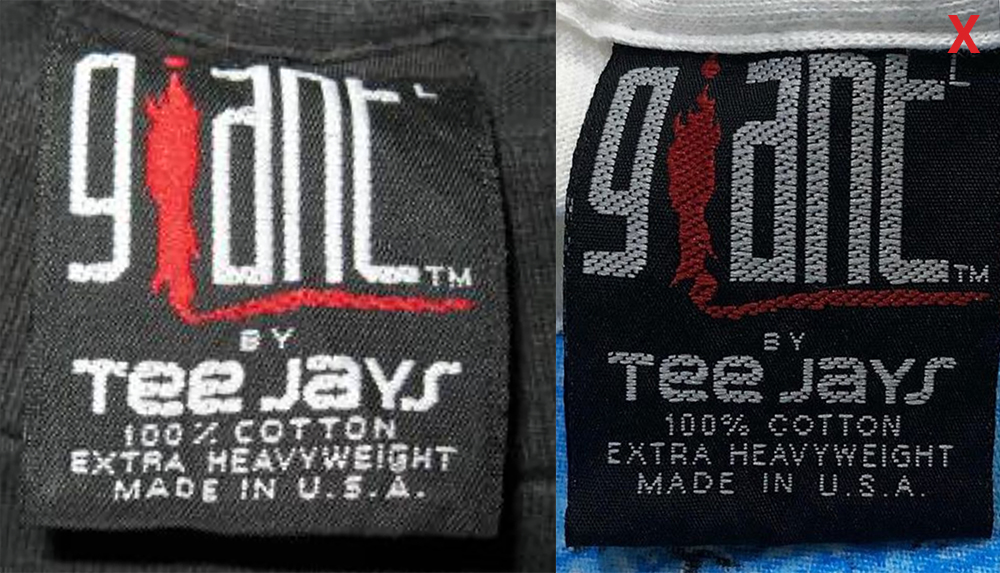 giant L
TM
BY
Tee Jays
100% COTTON
EXTRA HEAVYWEIGHT
MADE IN U.S.A.
X
giant L
TM
BY
Tee Jays
100% COTTON
EXTRA HEAVYWEIGHT
MADE IN U.S.A.